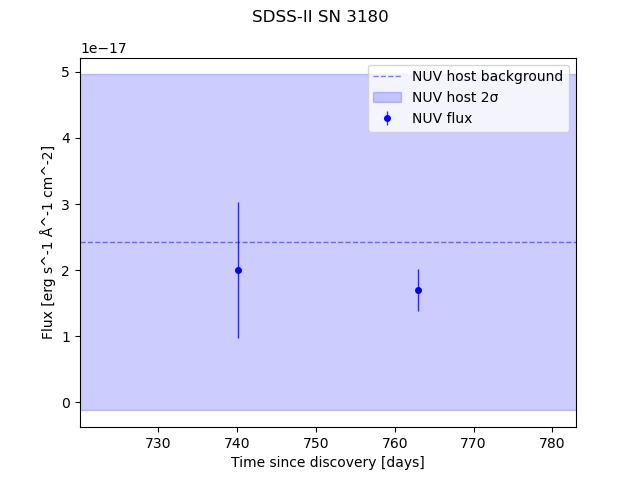 SDSS-II SN 3180
1e−17
NUV host background
NUV host 2σ
NUV flux
5
4
3
2
1
0
Flux [erg s^-1 Å^-1 cm^-2]
730 740 750 760 770 780
Time since discovery [days]